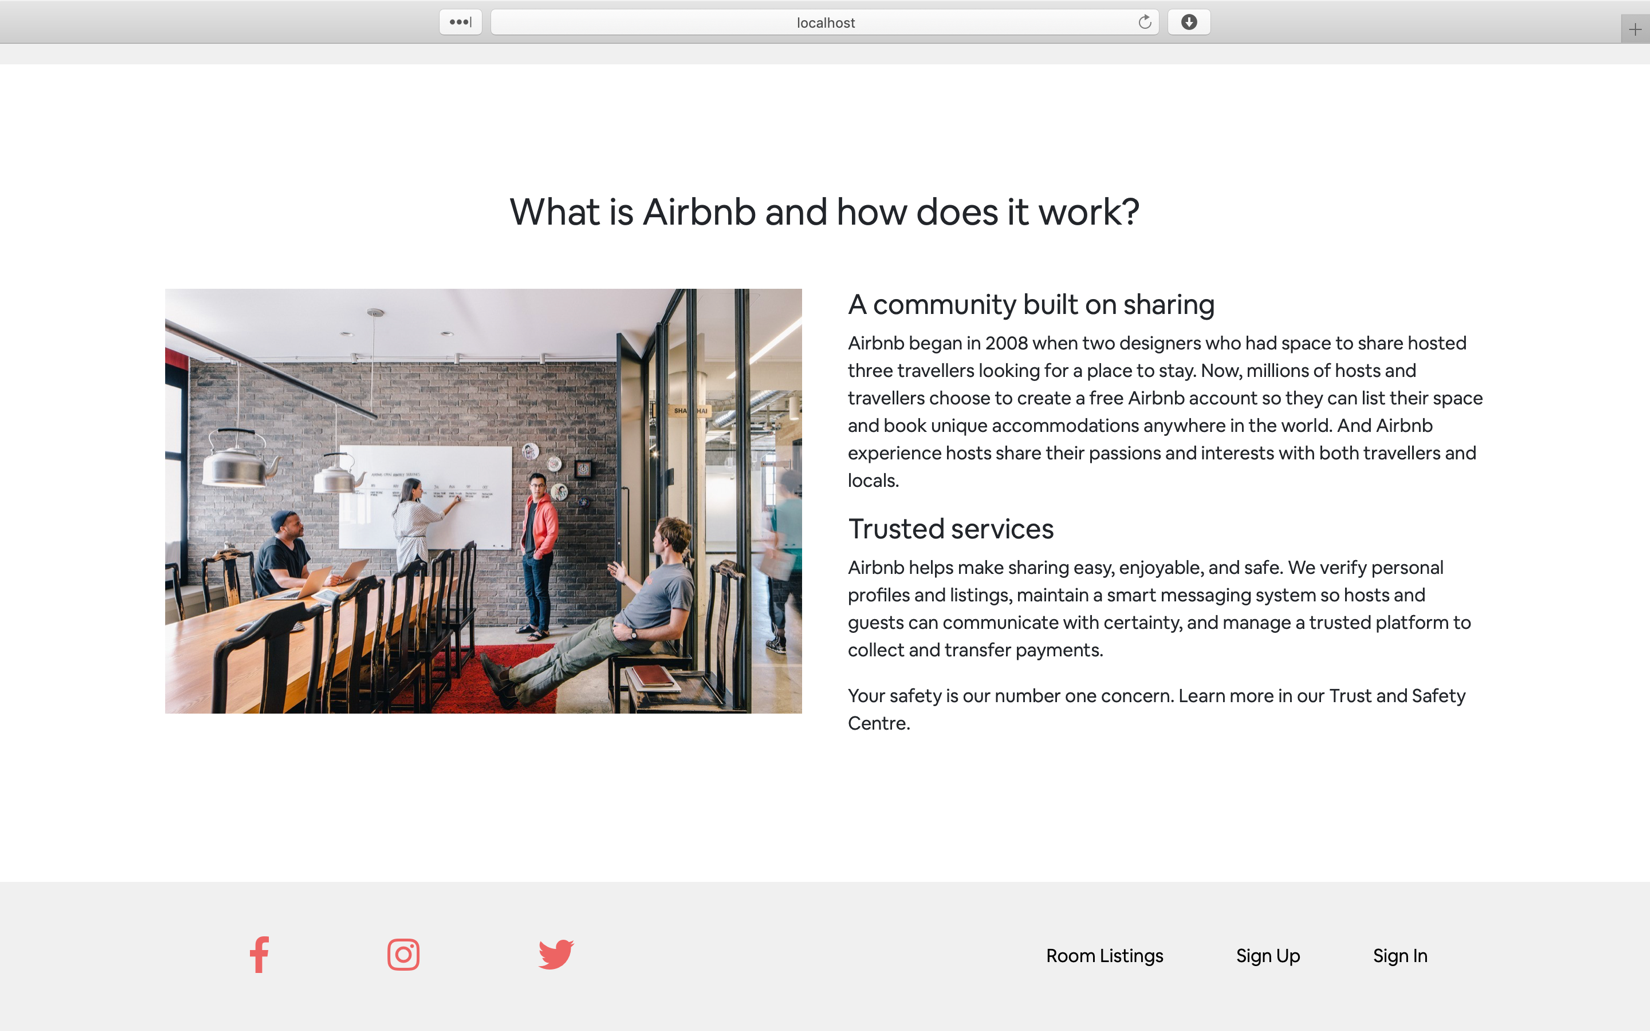 localhost
What is Airbnb and how does it work?
A community built on sharing
Airbnb began in 2008 when two designers who had space to share hosted
three travellers looking for a place to stay. Now, millions of hosts and
travellers choose to create a free Airbnb account so they can list their space
and book unique accommodations anywhere in the world. And Airbnb
experience hosts share their passions and interests with both travellers and
locals.
Trusted services
Airbnb helps make sharing easy, enjoyable, and safe. We verify personal
profiles and listings, maintain a smart messaging system so hosts and
guests can communicate with certainty, and manage a trusted platform to
collect and transfer payments.
Your safety is our number one concern. Learn more in our Trust and Safety
Centre.
Room Listings
Sign Up
Sign In